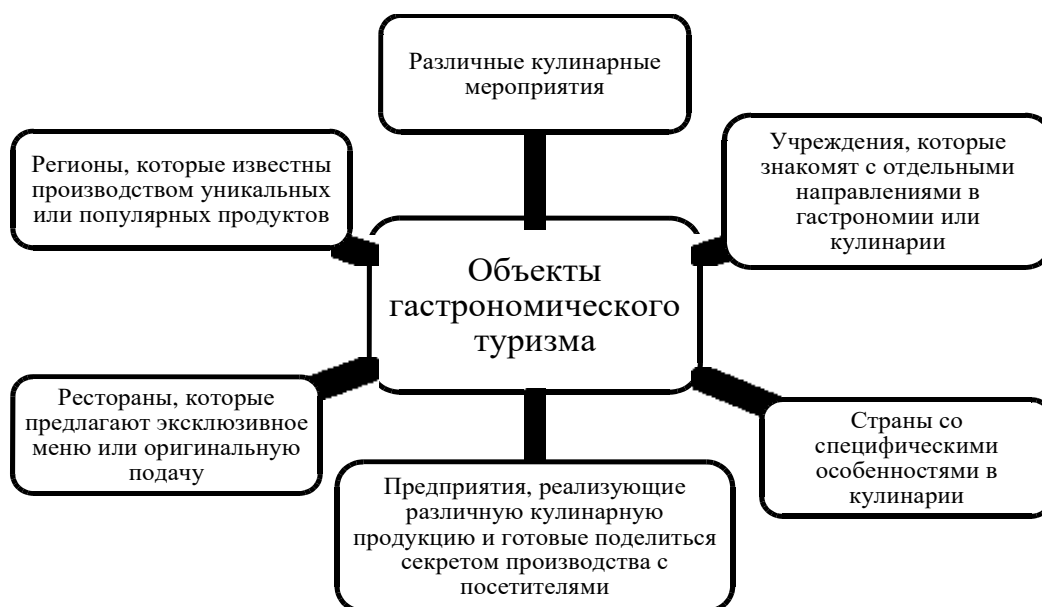 Различные кулинарные
мероприятия
Регионы, которые известны
производством уникальных
или популярных продуктов
Учреждения, которые
знакомят с отдельными
направлениями в
гастрономии или
кулинарии
Объекты
гастрономического
туризма
Рестораны, которые
предлагают эксклюзивное
меню или оригинальную
подачу
Страны со
специфическими
особенностями в
кулинарии
Предприятия, реализующие
различную кулинарную
продукцию и готовые поделиться
секретом производства с
посетителями